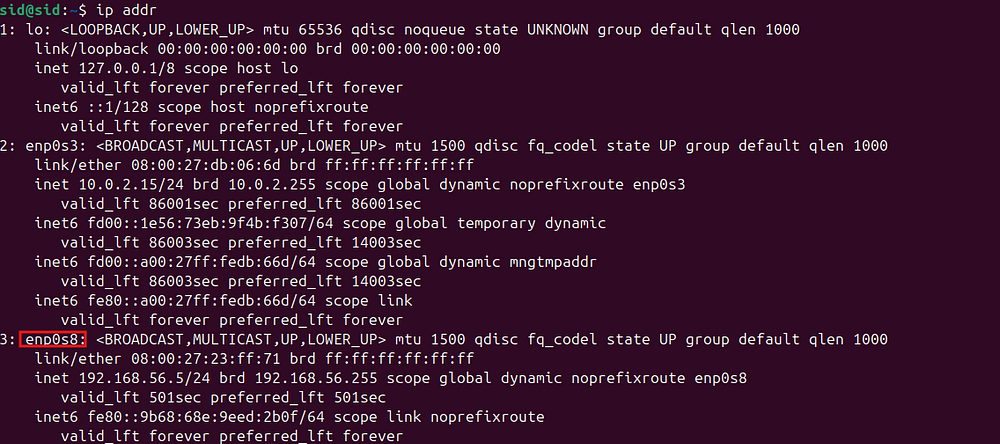 sid@sid:~$ ip addr
1: lo: <LOOPBACK,UP,LOWER_UP> mtu 65536 qdisc noqueue state UNKNOWN group default qlen 1000
    link/loopback 00:00:00:00:00:00 brd 00:00:00:00:00:00
    inet 127.0.0.1/8 scope host lo
       valid_lft forever preferred_lft forever
    inet6 ::1/128 scope host noprefixroute
       valid_lft forever preferred_lft forever
2: enp0s3: <BROADCAST,MULTICAST,UP,LOWER_UP> mtu 1500 qdisc fq_codel state UP group default qlen 1000
    link/ether 08:00:27:db:06:6d brd ff:ff:ff:ff:ff:ff
    inet 10.0.2.15/24 brd 10.0.2.255 scope global dynamic noprefixroute enp0s3
       valid_lft 86001sec preferred_lft 86001sec
    inet6 fd00::1e56:73eb:9f4b:f307/64 scope global temporary dynamic
       valid_lft 86003sec preferred_lft 14003sec
    inet6 fd00::a00:27ff:fedb:66d/64 scope global dynamic mngtmpaddr
       valid_lft 86003sec preferred_lft 14003sec
    inet6 fe80::a00:27ff:fedb:66d/64 scope link
       valid_lft forever preferred_lft forever
3: enp0s8: <BROADCAST,MULTICAST,UP,LOWER_UP> mtu 1500 qdisc fq_codel state UP group default qlen 1000
    link/ether 08:00:27:23:ff:71 brd ff:ff:ff:ff:ff:ff
    inet 192.168.56.5/24 brd 192.168.56.255 scope global dynamic noprefixroute enp0s8
       valid_lft 501sec preferred_lft 501sec
    inet6 fe80::9b68:68e:9eed:2b0f/64 scope link noprefixroute
       valid_lft forever preferred_lft forever